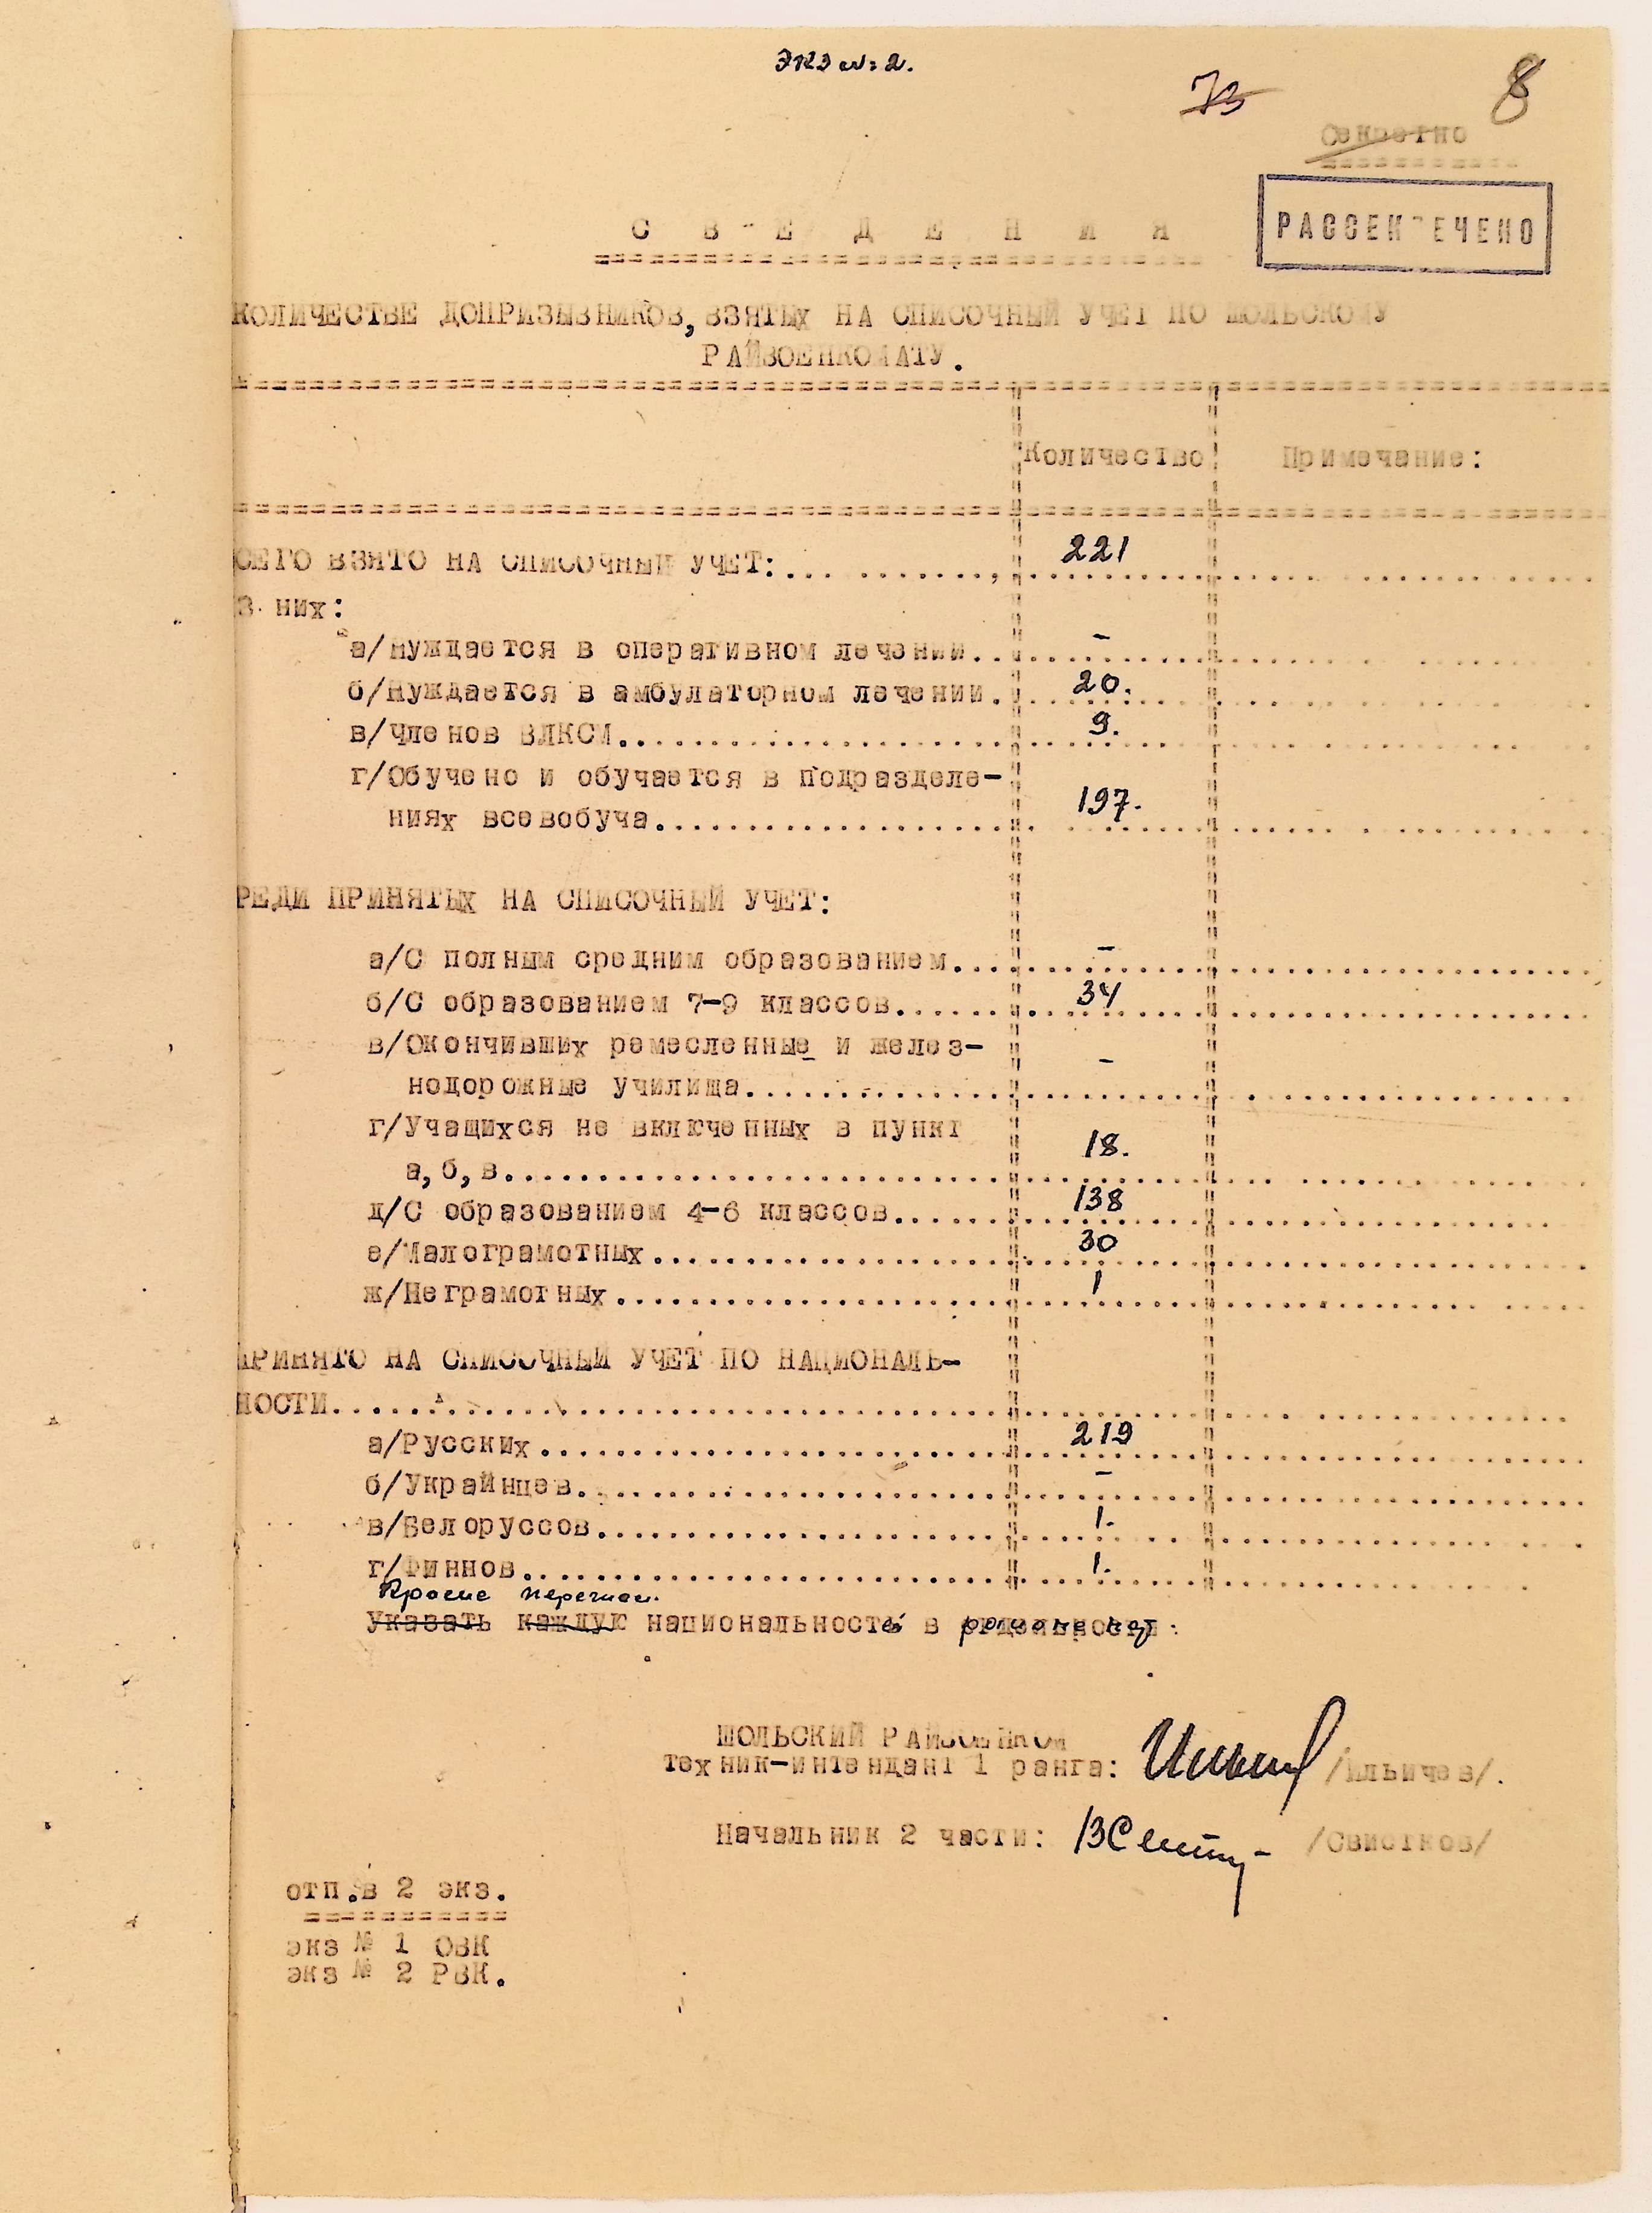 экз № 2.
73 8
Секретно
РАССЕКРЕЧЕНО
С В Е Д Е Н И Я
КОЛИЧЕСТВЕ ДОПРИЗЫВНИКОВ, ВЗЯТЫХ НА СПИСОЧНЫЙ УЧЕТ ПО ШОЛЬСКОМУ
РАЙВОЕНКОМАТУ.
Количество Примечание:
СЕГО ВЗЯТО НА СПИСОЧНЫЙ УЧЕТ:... ........ 221
з них:
а/Нуждается в оперативном лечении.. -
б/Нуждается в амбулаторном лечении. 20.
в/Членов ВЛКСМ..................... 9.
г/Обучено и обучается в подразделе-
ниях всевобуча.................... 197.
РЕДИ ПРИНЯТЫХ НА СПИСОЧНЫЙ УЧЕТ:
а/С полным средним образованием.... -
б/С образованием 7-9 классов....... 34
в/Окончивших ремесленные и желез-
нодорожные училища.............. -
г/Учащихся не включенных в пункт
а,б,в........................... 18.
д/С образованием 4-6 классов....... 138
е/Малограмотных.................... 30
ж/Неграмотных...................... 1
ПРИНЯТО НА СПИСОЧНЫЙ УЧЕТ ПО НАЦИОНАЛЬ-
НОСТИ.....................................
а/Русских.......................... 219
б/Украйнцев........................ -
в/Белоруссов....................... 1.
г/Финнов........................... 1.
Кроме
Указать каждую национальность в
ШОЛЬСКИЙ РАЙВОЕНКОМ
техник-интендант 1 ранга: /Ильичев/.
Начальник 2 части: /Свистков/
отп.в 2 экз.
экз № 1 ОВК
экз № 2 РВК.